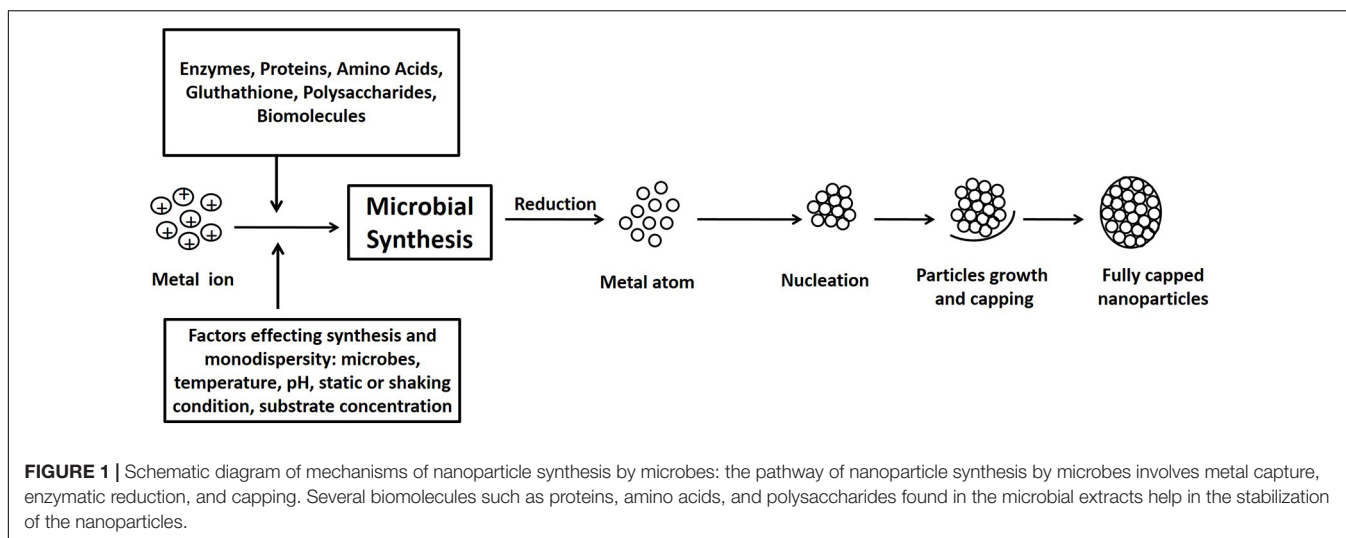 Enzymes, Proteins, Amino Acids,
Gluthathione, Polysaccharides,
Biomolecules
+ + + + + + +
Metal ion
Microbial
Synthesis
Reduction
Metal atom
Nucleation
Particles growth
and capping
Fully capped
nanoparticles
Factors effecting synthesis and
monodispersity: microbes,
temperature, pH, static or shaking
condition, substrate concentration
FIGURE 1 | Schematic diagram of mechanisms of nanoparticle synthesis by microbes: the pathway of nanoparticle synthesis by microbes involves metal capture,
enzymatic reduction, and capping. Several biomolecules such as proteins, amino acids, and polysaccharides found in the microbial extracts help in the stabilization
of the nanoparticles.